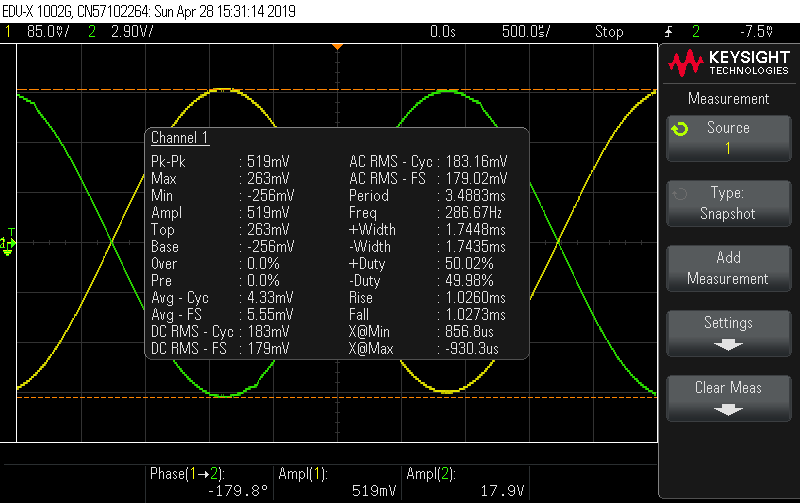 EDU-X 1002G, CN57102264: Sun Apr 28 15:31:14 2019
1 85.0V/ 2 2.90V/ 0.0s 500.0s/ Stop 2 -7.5V
KEYSIGHT
TECHNOLOGIES
Measurement
Source
1
Type:
Snapshot
Add
Measurement
Settings
Clear Meas
Channel 1
Pk-Pk : 519mV AC RMS - Cyc : 183.16mV
Max : 263mV AC RMS - FS : 179.02mV
Min : -256mV Period : 3.4883ms
Ampl : 519mV Freq : 286.67Hz
Top : 263mV +Width : 1.7448ms
Base : -256mV -Width : 1.7435ms
Over : 0.0% +Duty : 50.02%
Pre : 0.0% -Duty : 49.98%
Avg - Cyc : 4.33mV Rise : 1.0260ms
Avg - FS : 5.55mV Fall : 1.0273ms
DC RMS - Cyc : 183mV X@Min : 856.8us
DC RMS - FS : 179mV X@Max : -930.3us
Phase(1→2): Ampl(1): Ampl(2):
-179.8° 519mV 17.9V